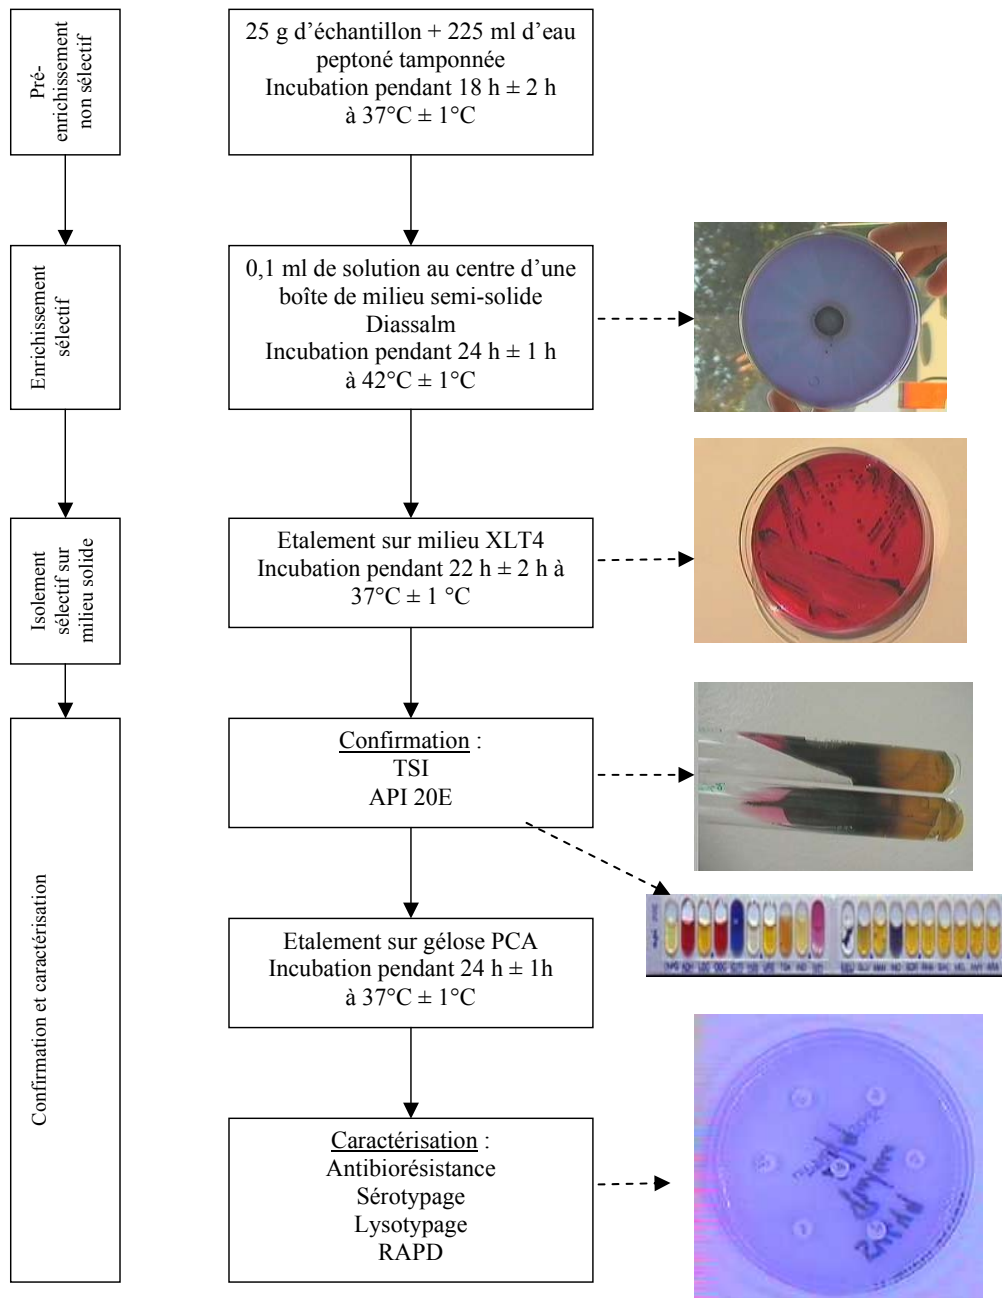 Pré-
enrichissement
non sélectif
25 g d’échantillon + 225 ml d’eau
peptoné tamponnée
Incubation pendant 18 h ± 2 h
à 37°C ± 1°C
Enrichissement
sélectif
0,1 ml de solution au centre d’une
boîte de milieu semi-solide
Diassalm
Incubation pendant 24 h ± 1 h
à 42°C ± 1°C
Isolement
sélectif sur
milieu solide
Etalement sur milieu XLT4
Incubation pendant 22 h ± 2 h à
37°C ± 1 °C
Confirmation et caractérisation
Confirmation :
TSI
API 20E
Etalement sur gélose PCA
Incubation pendant 24 h ± 1h
à 37°C ± 1°C
Caractérisation :
Antibiorésistance
Sérotypage
Lysotypage
RAPD